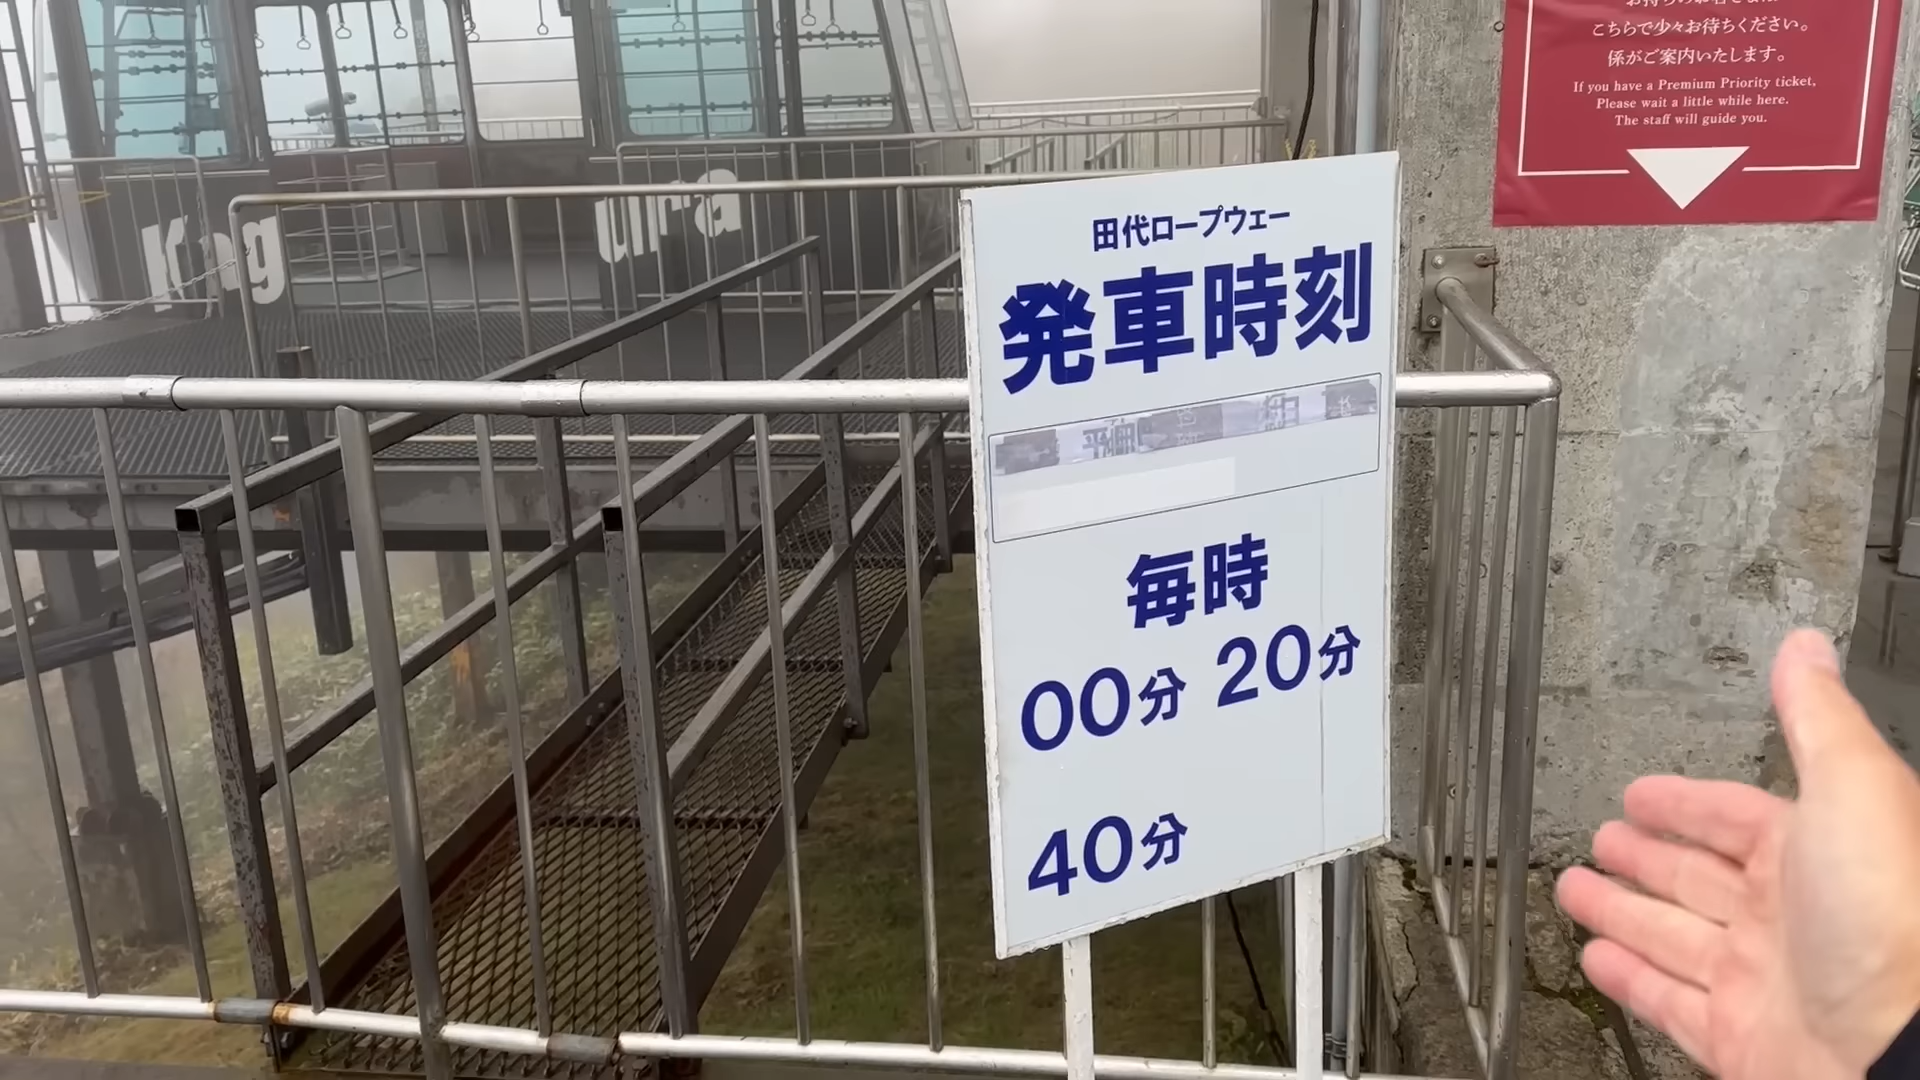 こちらで少々お待ちください。
係がご案内いたします。
If you have a Premium Priority ticket,
Please wait a little while here.
The staff will guide you.
Kag
ura
田代ロープウェー
発車時刻
毎時
00分 20分
40分